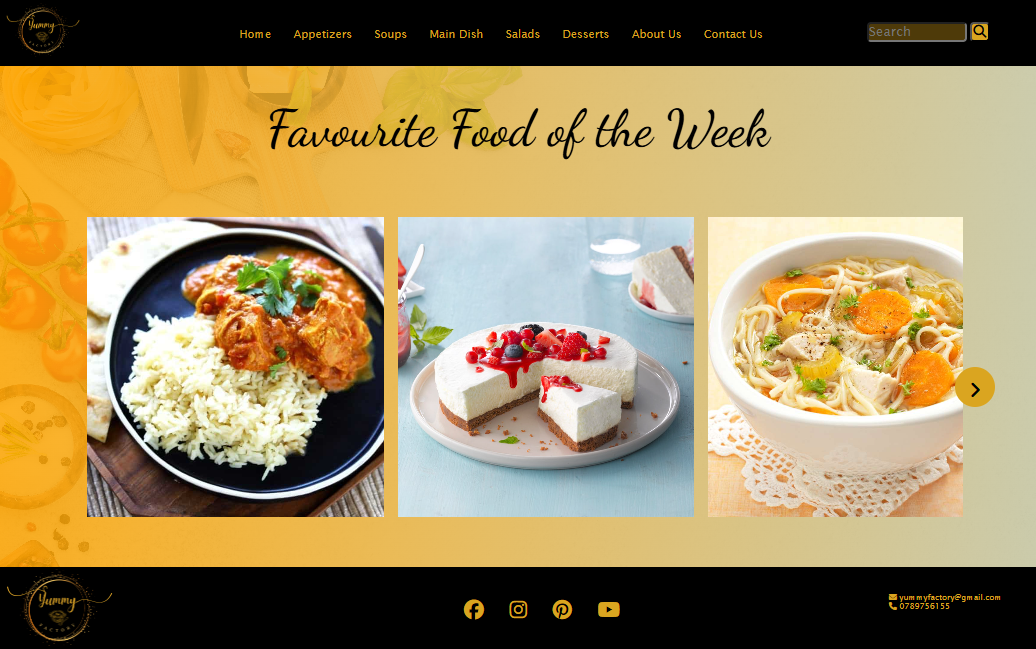 Yummy
FACTORY
Home Appetizers Soups Main Dish Salads Desserts About Us Contact Us
Search
Favourite Food of the Week
Yummy
FACTORY
yummyfactory@gmail.com
0789756155